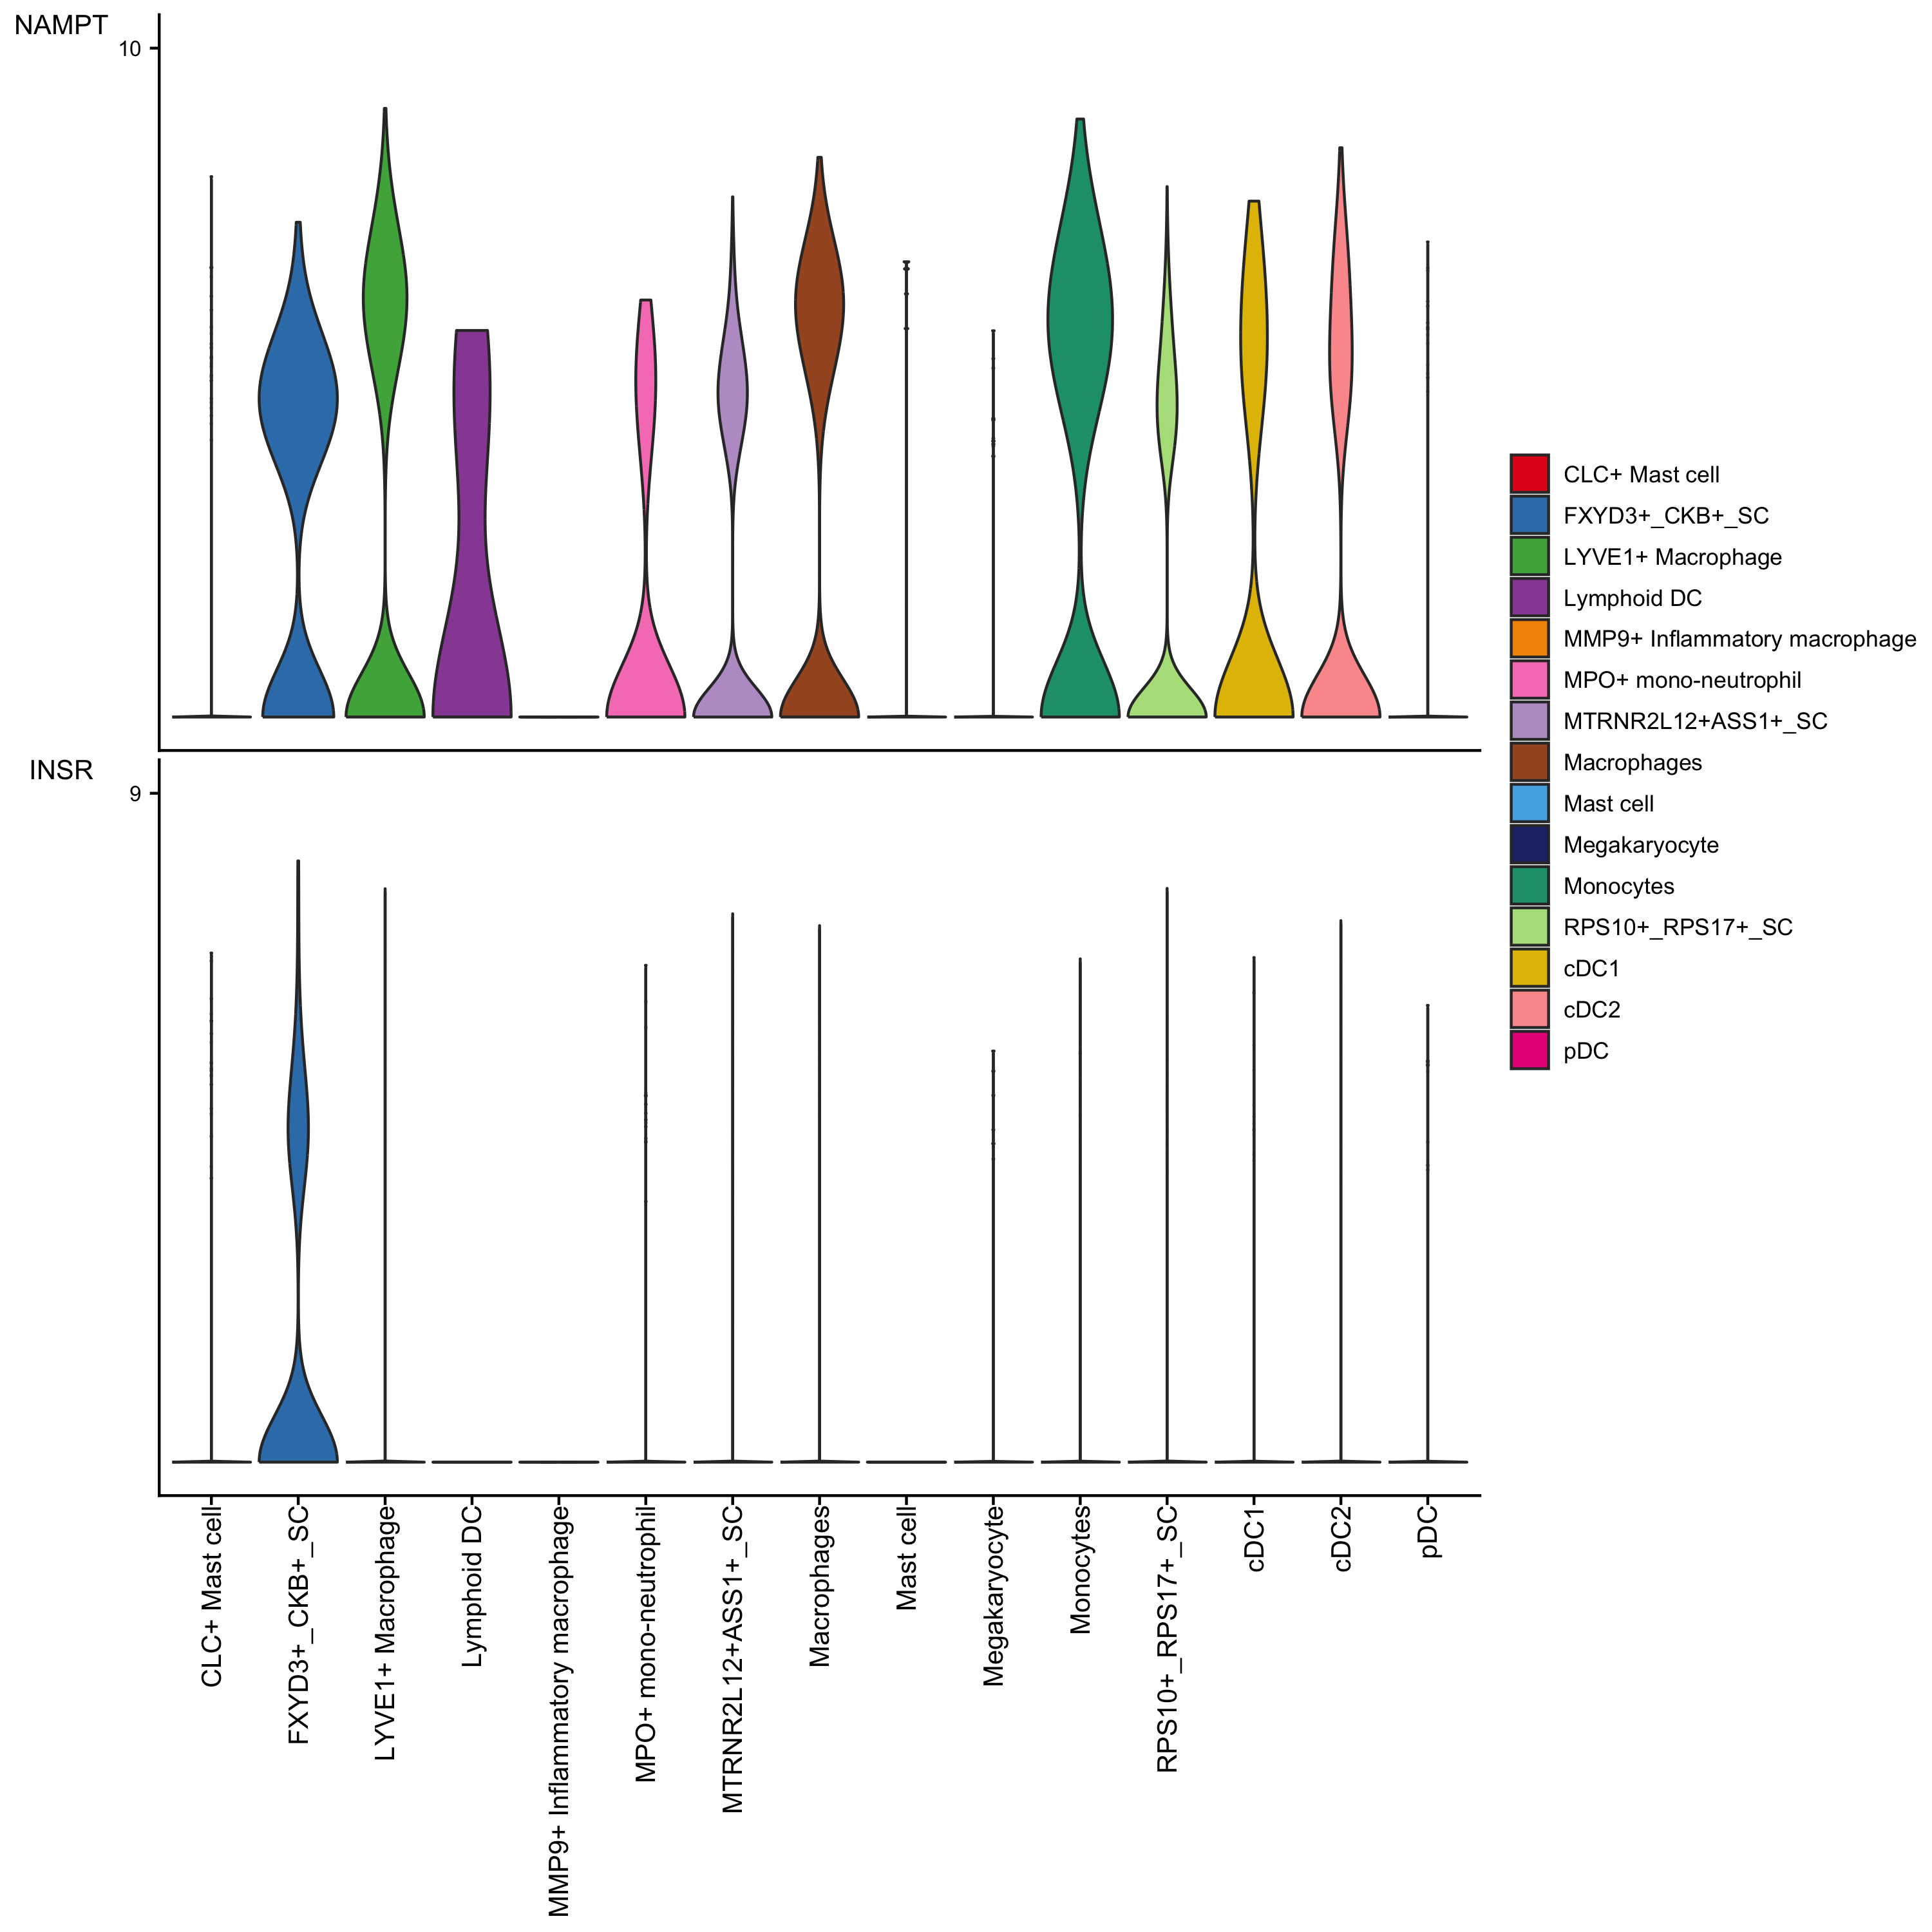 NAMPT
10
INSR
9
CLC+ Mast cell
FXYD3+_CKB+_SC
LYVE1+ Macrophage
Lymphoid DC
MMP9+ Inflammatory macrophage
MPO+ mono-neutrophil
MTRNR2L12+ASS1+_SC
Macrophages
Mast cell
Megakaryocyte
Monocytes
RPS10+_RPS17+_SC
cDC1
cDC2
pDC
CLC+ Mast cell
FXYD3+_CKB+_SC
LYVE1+ Macrophage
Lymphoid DC
MMP9+ Inflammatory macrophage
MPO+ mono-neutrophil
MTRNR2L12+ASS1+_SC
Macrophages
Mast cell
Megakaryocyte
Monocytes
RPS10+_RPS17+_SC
cDC1
cDC2
pDC